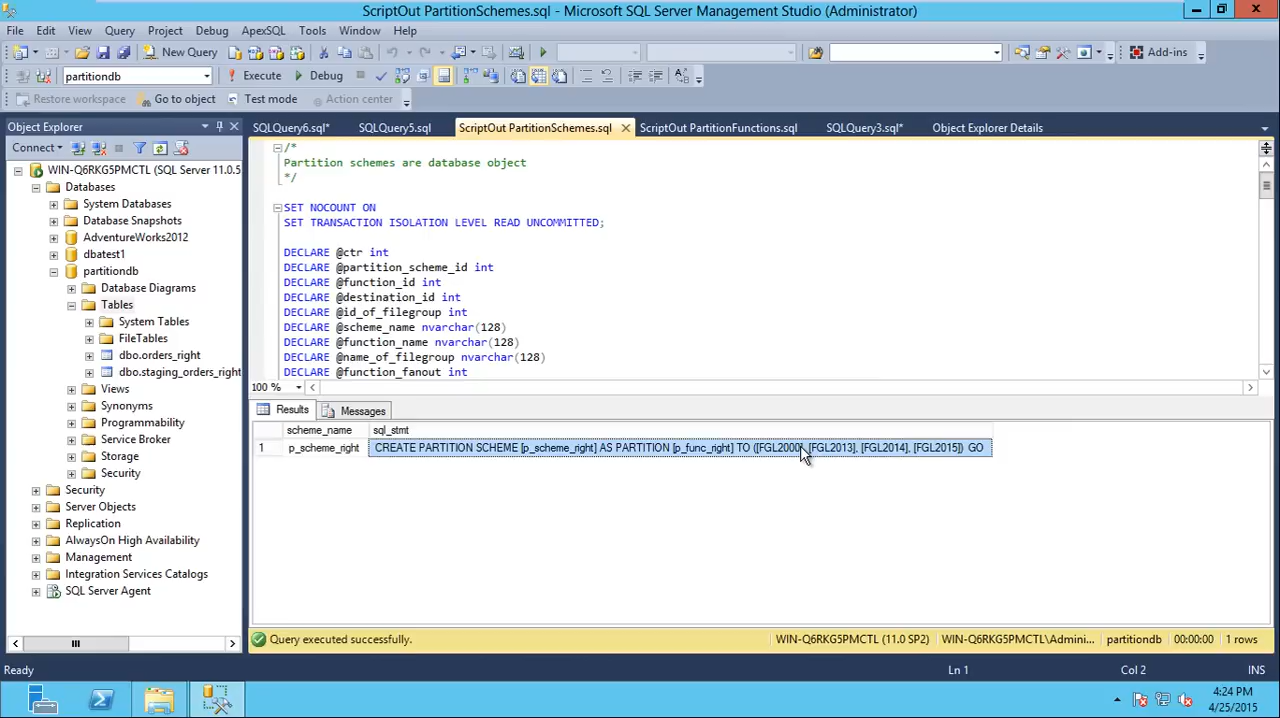 ScriptOut PartitionSchemes.sql - Microsoft SQL Server Management Studio (Administrator)
File Edit View Query Project Debug ApexSQL Tools Window Help
New Query Add-ins
partitiondb Execute Debug
Restore workspace Go to object Test mode Action center
Object Explorer SQLQuery6.sql* SQLQuery5.sql ScriptOut PartitionSchemes.sql ScriptOut PartitionFunctions.sql SQLQuery3.sql* Object Explorer Details
Connect
WIN-Q6RKG5PMCTL (SQL Server 11.0.5
Databases
System Databases
Database Snapshots
AdventureWorks2012
dbatest1
partitiondb
Database Diagrams
Tables
System Tables
FileTables
dbo.orders_right
dbo.staging_orders_right
Views
Synonyms
Programmability
Service Broker
Storage
Security
Security
Server Objects
Replication
AlwaysOn High Availability
Management
Integration Services Catalogs
SQL Server Agent
/*
Partition schemes are database object
*/
SET NOCOUNT ON
SET TRANSACTION ISOLATION LEVEL READ UNCOMMITTED;
DECLARE @ctr int
DECLARE @partition_scheme_id int
DECLARE @function_id int
DECLARE @destination_id int
DECLARE @id_of_filegroup int
DECLARE @scheme_name nvarchar(128)
DECLARE @function_name nvarchar(128)
DECLARE @name_of_filegroup nvarchar(128)
DECLARE @function_fanout int
100 %
Results Messages
scheme_name sql_stmt
1 p_scheme_right CREATE PARTITION SCHEME [p_scheme_right] AS PARTITION [p_func_right] TO ([FGL2000], [FGL2013], [FGL2014], [FGL2015]) GO
Query executed successfully. WIN-Q6RKG5PMCTL (11.0 SP2) WIN-Q6RKG5PMCTL\Admini... partitiondb 00:00:00 1 rows
Ready Ln 1 Col 2 INS
4:24 PM
4/25/2015